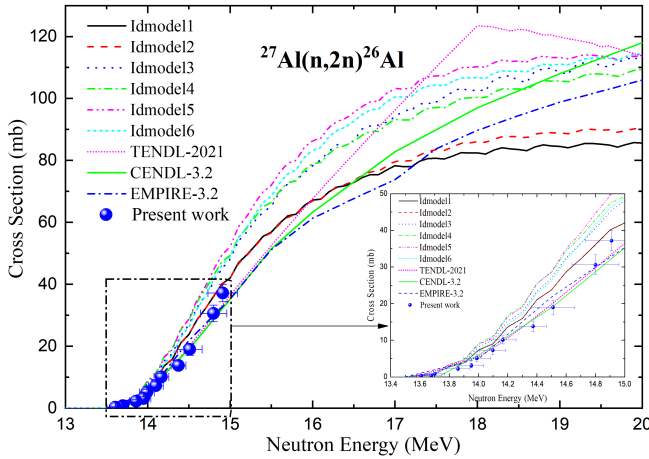 ²⁷Al(n,2n)²⁶Al
Idmodel1
Idmodel2
Idmodel3
Idmodel4
Idmodel5
Idmodel6
TENDL-2021
CENDL-3.2
EMPIRE-3.2
Present work
Cross Section (mb)
120
100
80
60
40
20
0
13 14 15 16 17 18 19 20
Neutron Energy (MeV)
Idmodel1
Idmodel2
Idmodel3
Idmodel4
Idmodel5
Idmodel6
TENDL-2021
CENDL-3.2
EMPIRE-3.2
Present work
Cross Section (mb)
50
40
30
20
10
0
13.4 13.6 13.8 14.0 14.2 14.4 14.6 14.8 15.0
Neutron Energy (MeV)